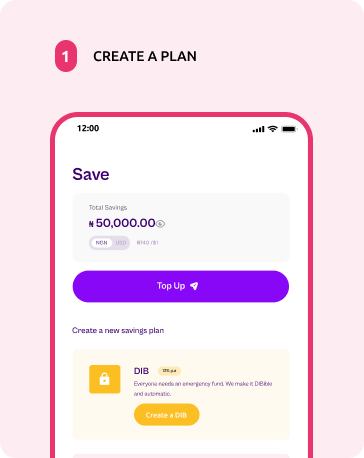 1 CREATE A PLAN
12:00
Save
Total Savings
₦ 50,000.00
NGN USD ₦740 /$1
Top Up
Create a new savings plan
DIB
Everyone needs an emergency fund. We make it DIBible
and automatic.
Create a DIB